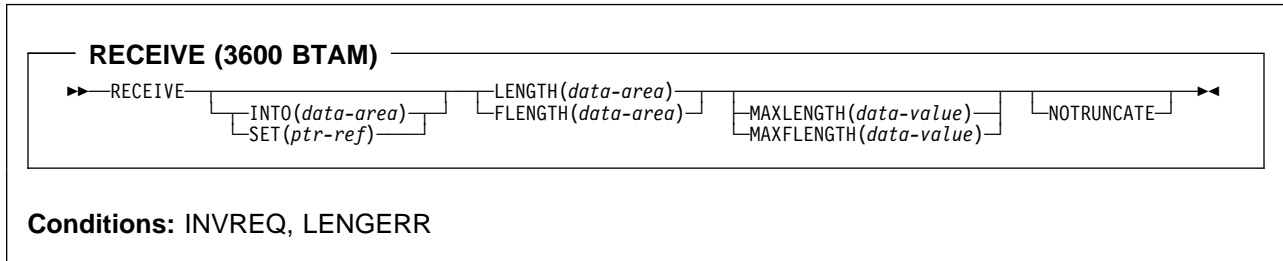 RECEIVE (3600 BTAM)
RECEIVE LENGTH(data-area)
INTO(data-area) FLENGTH(data-area) MAXLENGTH(data-value) NOTRUNCATE
SET(ptr-ref) MAXFLENGTH(data-value)
Conditions: INVREQ, LENGERR